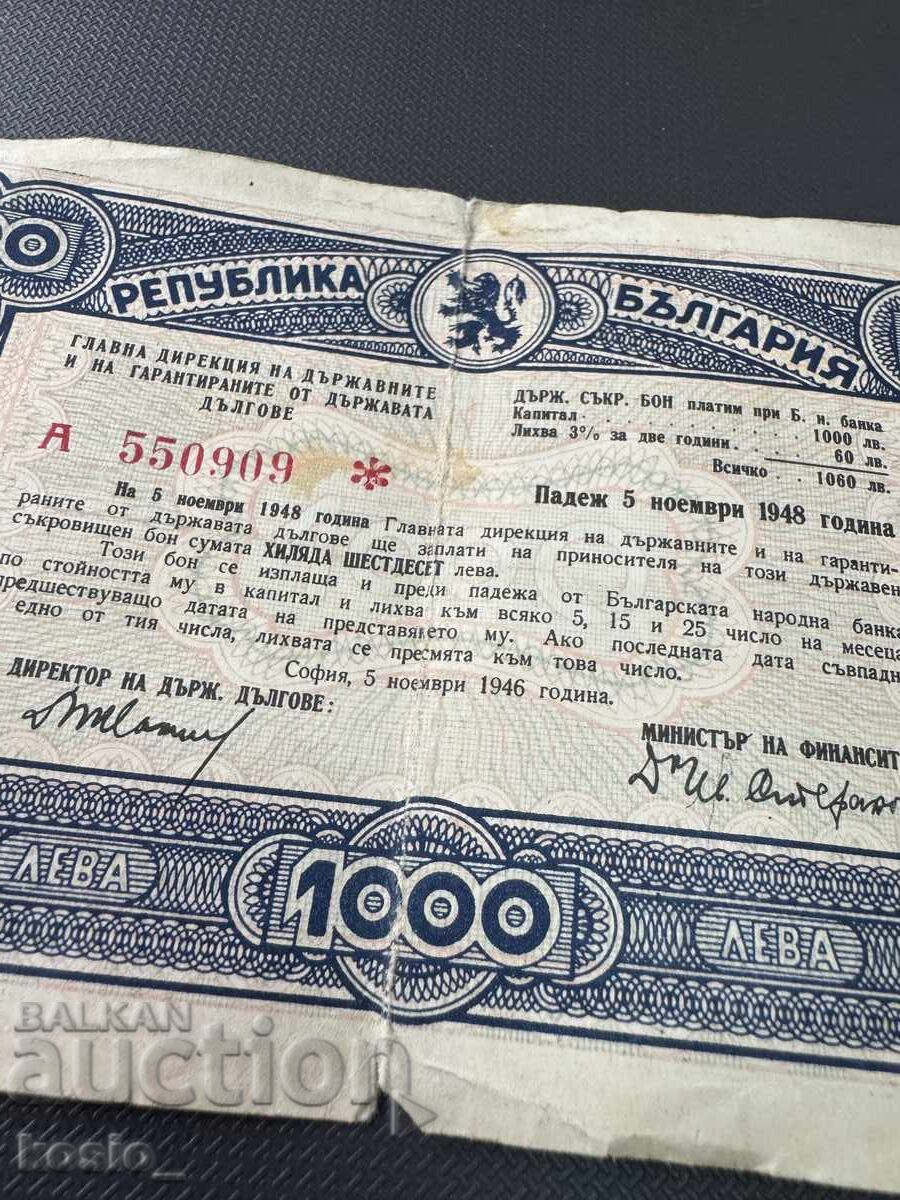 00
РЕПУБЛИКА БЪЛГАРИЯ
ГЛАВНА ДИРЕКЦИЯ НА ДЪРЖАВНИТЕ
И НА ГАРАНТИРАНИТЕ ОТ ДЪРЖАВАТА
ДЪЛГОВЕ
А 550909 *
ДЪРЖ. СЪКР. БОН платим при Б. н. банка
Капитал . . . . . . . . . . . 1000 лв.
Лихва 3% за две години . . . 60 лв.
Всичко . . . 1060 лв.
Падеж 5 ноември 1948 година
На 5 ноември 1948 година Главната дирекция на държавните и на гаранти-
раните от държавата дългове ще заплати на приносителя на този държавен
съкровищен бон сумата ХИЛЯДА ШЕСТДЕСЕТ лева.
Този бон се изплаща и преди падежа от Българската народна банка
по стойността му в капитал и лихва към всяко 5, 15 и 25 число на месеца
предшествуващо датата на представянето му. Ако последната дата съвпадн
едно от тия числа, лихвата се пресмята към това число.
София, 5 ноември 1946 година.
ДИРЕКТОР НА ДЪРЖ. ДЪЛГОВЕ:
МИНИСТЪР НА ФИНАНСИТ
ЛЕВА 1000 ЛЕВА
BALKAN
auction
kosio_